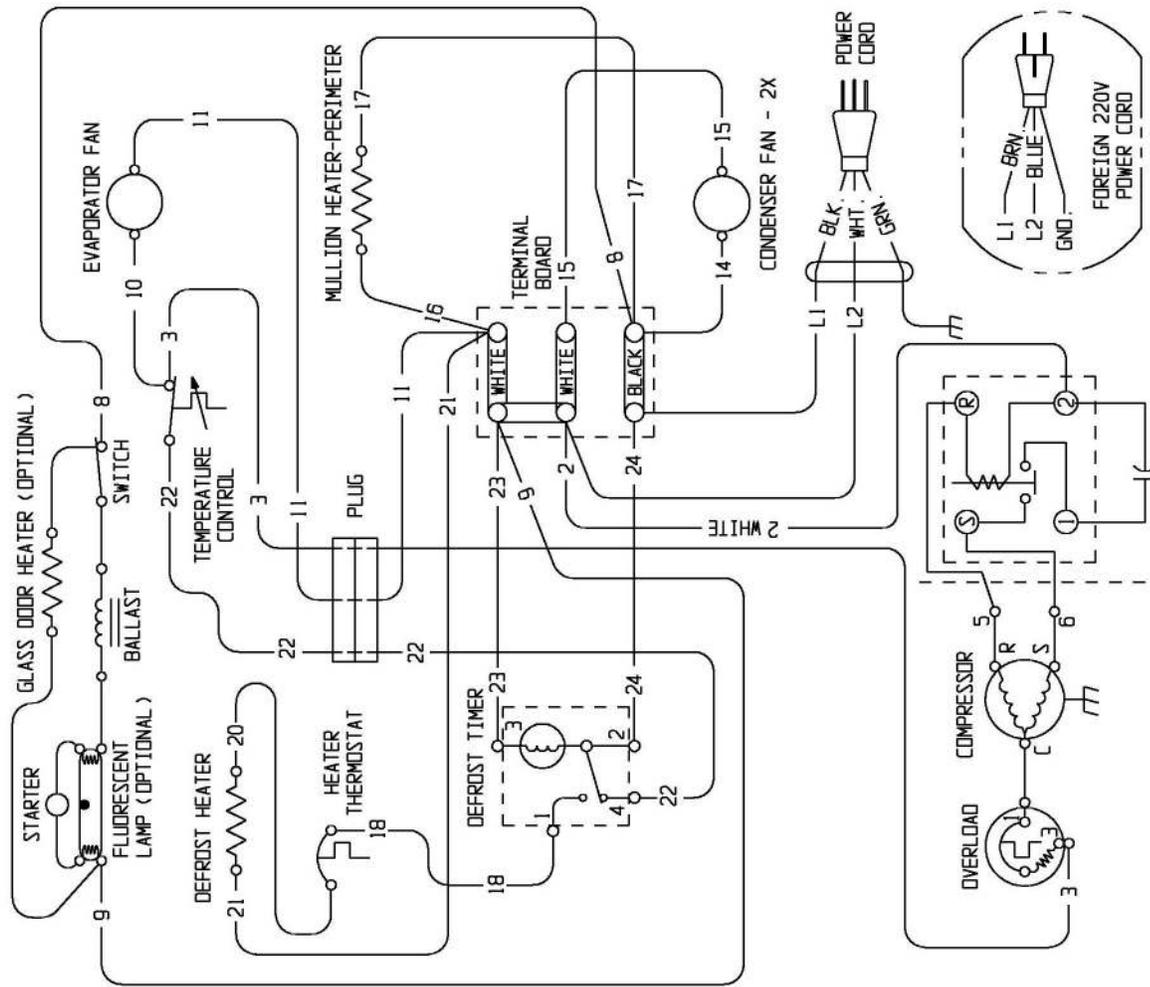 GLASS DOOR HEATER (OPTIONAL)
STARTER
FLUORESCENT
LAMP (OPTIONAL)
BALLAST
SWITCH
9
8
EVAPORATOR FAN
10
11
3
22
TEMPERATURE
CONTROL
3
11
22
PLUG
22
11
21
DEFROST HEATER
21
20
HEATER
THERMOSTAT
18
18
MULLION HEATER-PERIMETER
17
16
TERMINAL
BOARD
WHITE
WHITE
BLACK
15
15
8
17
14
CONDENSER FAN - 2X
23
9
2
24
2 WHITE
DEFROST TIMER
23
24
3
2
1
4
22
L1
L2
BLK
WHT.
GRN.
POWER
CORD
L1
L2
GND.
BRN.
BLUE
FOREIGN 220V
POWER CORD
OVERLOAD
1
3
3
COMPRESSOR
C
R
S
5
6
R
S
1
2